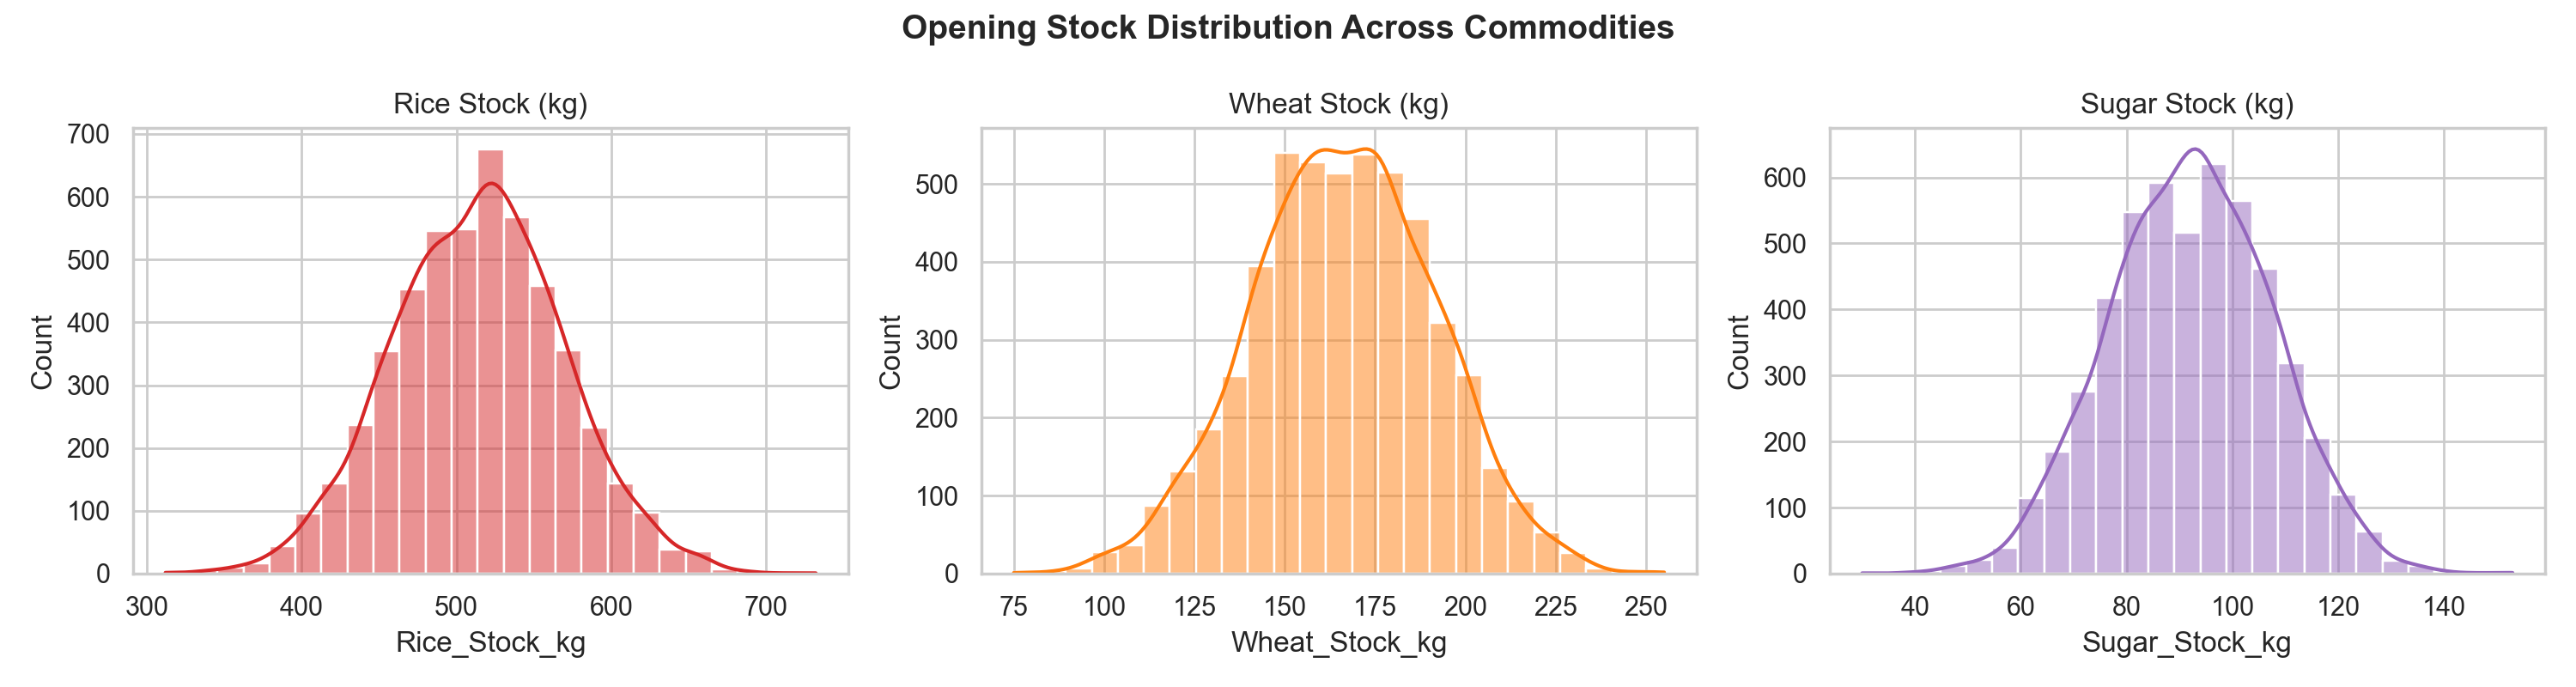 Opening Stock Distribution Across Commodities
Rice Stock (kg)
700
600
500
400
300
200
100
0
Count
300 400 500 600 700
Rice_Stock_kg
Wheat Stock (kg)
500
400
300
200
100
0
Count
75 100 125 150 175 200 225 250
Wheat_Stock_kg
Sugar Stock (kg)
600
500
400
300
200
100
0
Count
40 60 80 100 120 140
Sugar_Stock_kg